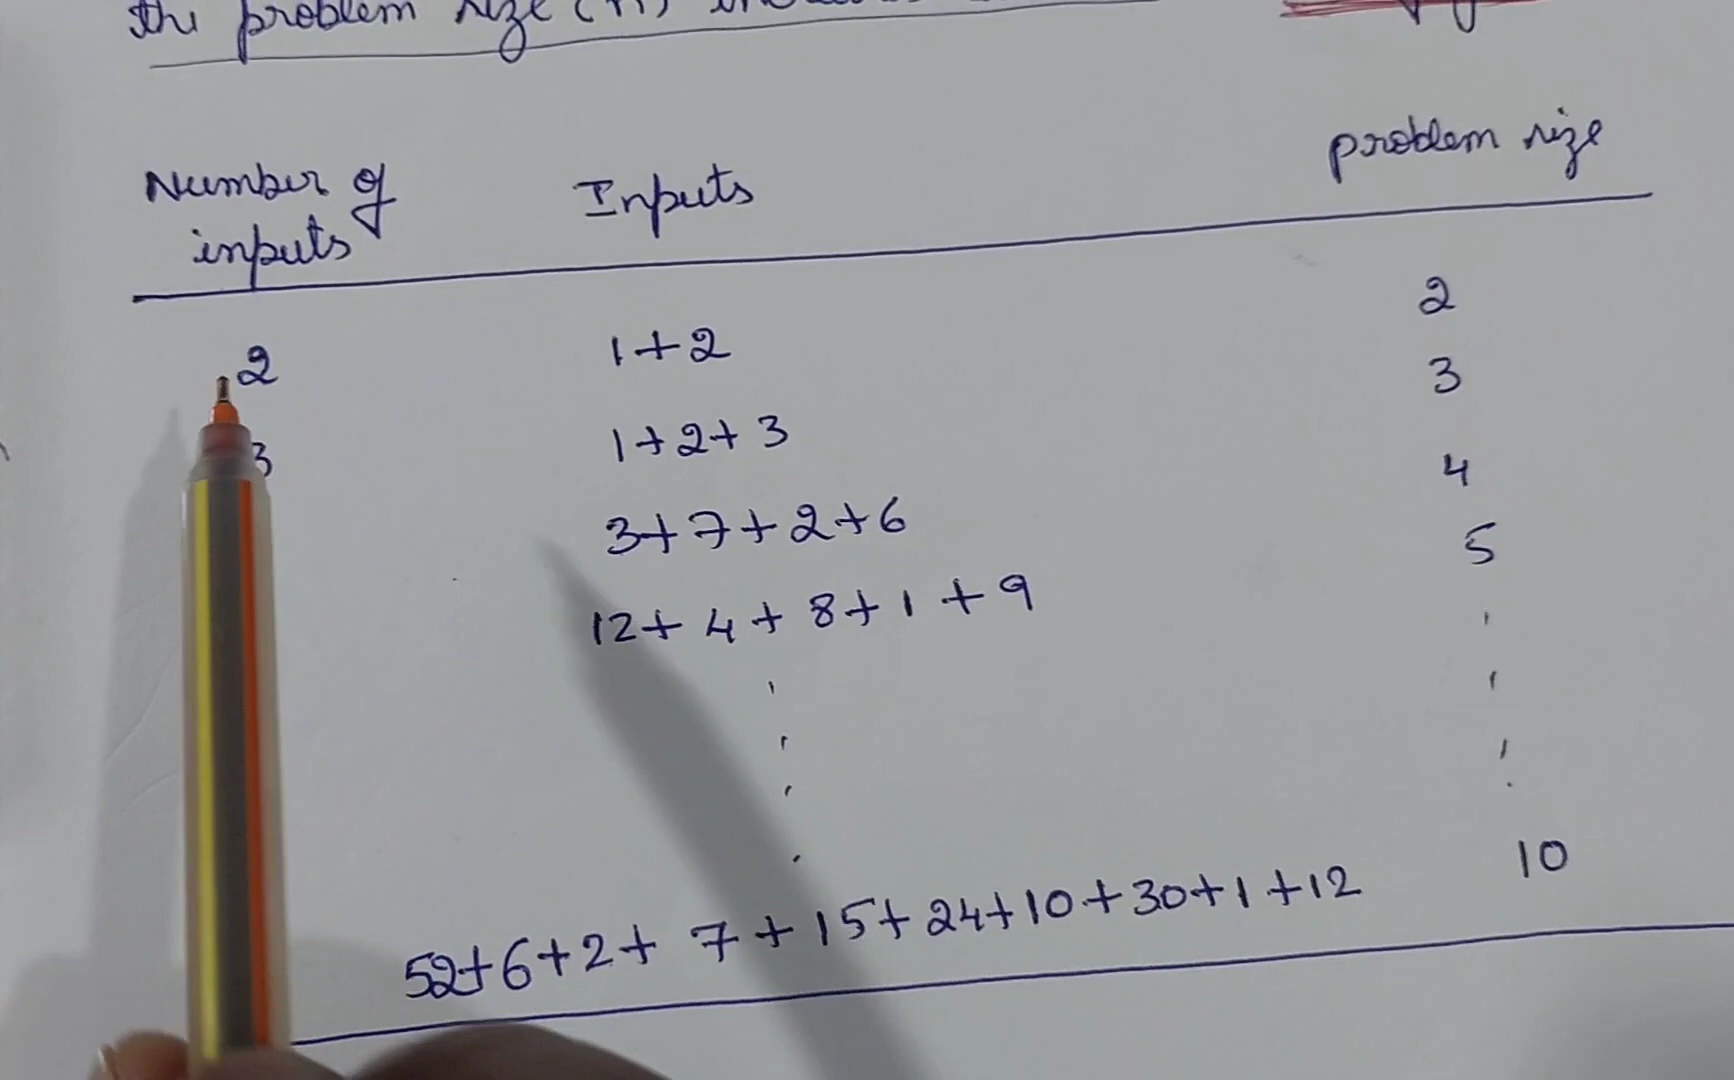 the problem size (n)
Number of inputs Inputs problem size
2 1+2 2
3 1+2+3 3
3+7+2+6 4
12+4+8+1+9 5
52+6+2+7+15+24+10+30+1+12 10